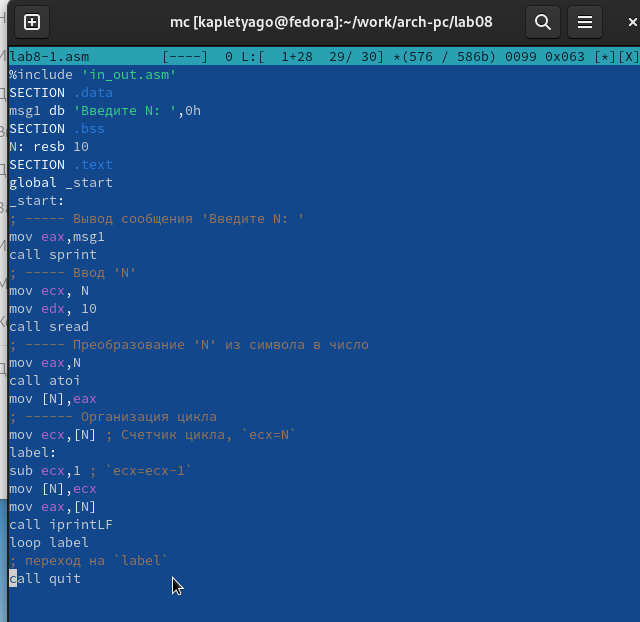 mc [kapletyago@fedora]:~/work/arch-pc/lab08
lab8-1.asm [----] 0 L:[ 1+28 29/ 30] *(576 / 586b) 0099 0x063 [*][X]
%include 'in_out.asm'
SECTION .data
msg1 db 'Введите N: ',0h
SECTION .bss
N: resb 10
SECTION .text
global _start
_start:
; ----- Вывод сообщения 'Введите N: '
mov eax,msg1
call sprint
; ----- Ввод 'N'
mov ecx, N
mov edx, 10
call sread
; ----- Преобразование 'N' из символа в число
mov eax,N
call atoi
mov [N],eax
; ------ Организация цикла
mov ecx,[N] ; Счетчик цикла, `ecx=N`
label:
sub ecx,1 ; `ecx=ecx-1`
mov [N],ecx
mov eax,[N]
call iprintLF
loop label
; переход на `label`
call quit